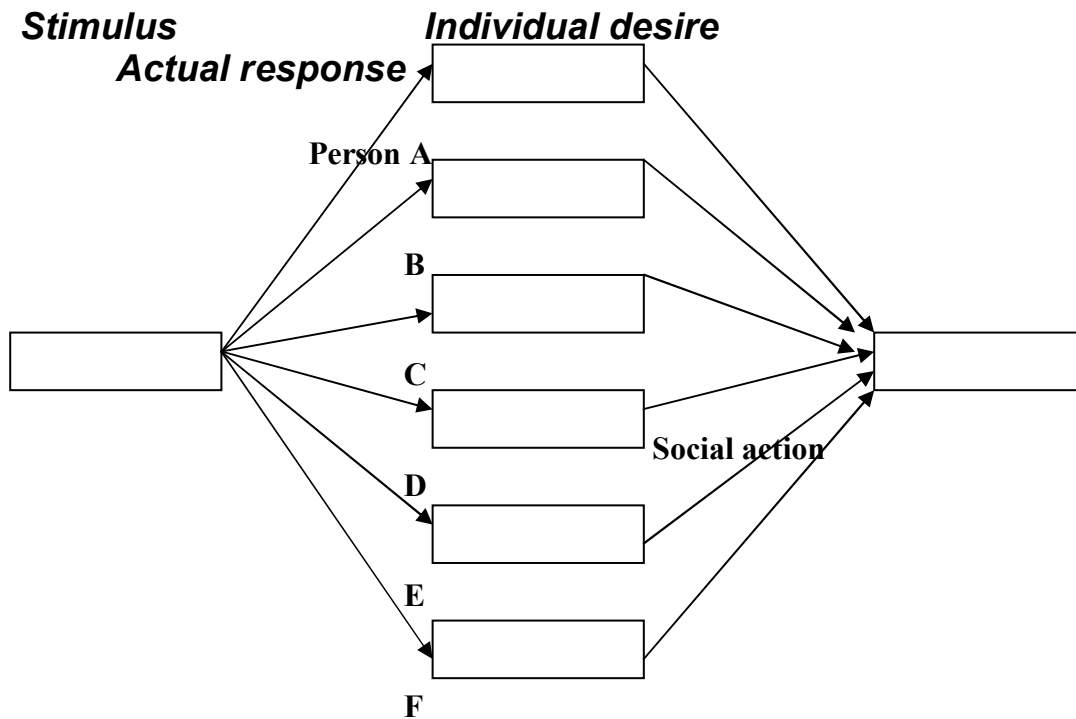 Stimulus Individual desire
Actual response
Person A
B
C
Social action
D
E
F